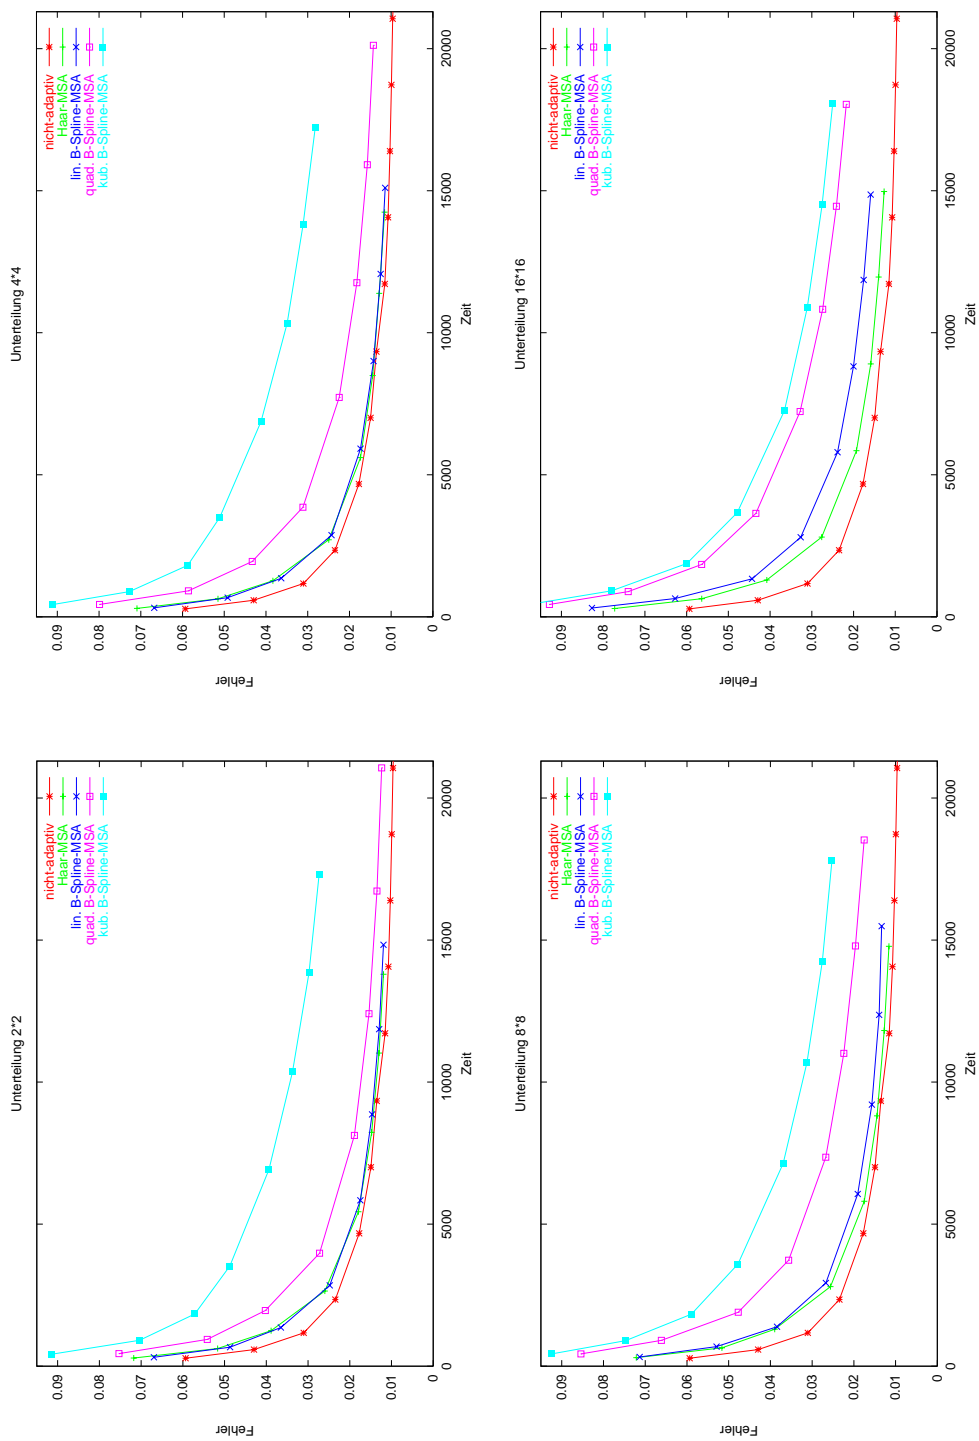 Unterteilung 2*2
Fehler
0.09
0.08
0.07
0.06
0.05
0.04
0.03
0.02
0.01
0
nicht-adaptiv
Haar-MSA
lin. B-Spline-MSA
quad. B-Spline-MSA
kub. B-Spline-MSA
0 5000 10000 15000 20000
Zeit
Unterteilung 4*4
Fehler
0.09
0.08
0.07
0.06
0.05
0.04
0.03
0.02
0.01
0
nicht-adaptiv
Haar-MSA
lin. B-Spline-MSA
quad. B-Spline-MSA
kub. B-Spline-MSA
0 5000 10000 15000 20000
Zeit
Unterteilung 8*8
Fehler
0.09
0.08
0.07
0.06
0.05
0.04
0.03
0.02
0.01
0
nicht-adaptiv
Haar-MSA
lin. B-Spline-MSA
quad. B-Spline-MSA
kub. B-Spline-MSA
0 5000 10000 15000 20000
Zeit
Unterteilung 16*16
Fehler
0.09
0.08
0.07
0.06
0.05
0.04
0.03
0.02
0.01
0
nicht-adaptiv
Haar-MSA
lin. B-Spline-MSA
quad. B-Spline-MSA
kub. B-Spline-MSA
0 5000 10000 15000 20000
Zeit